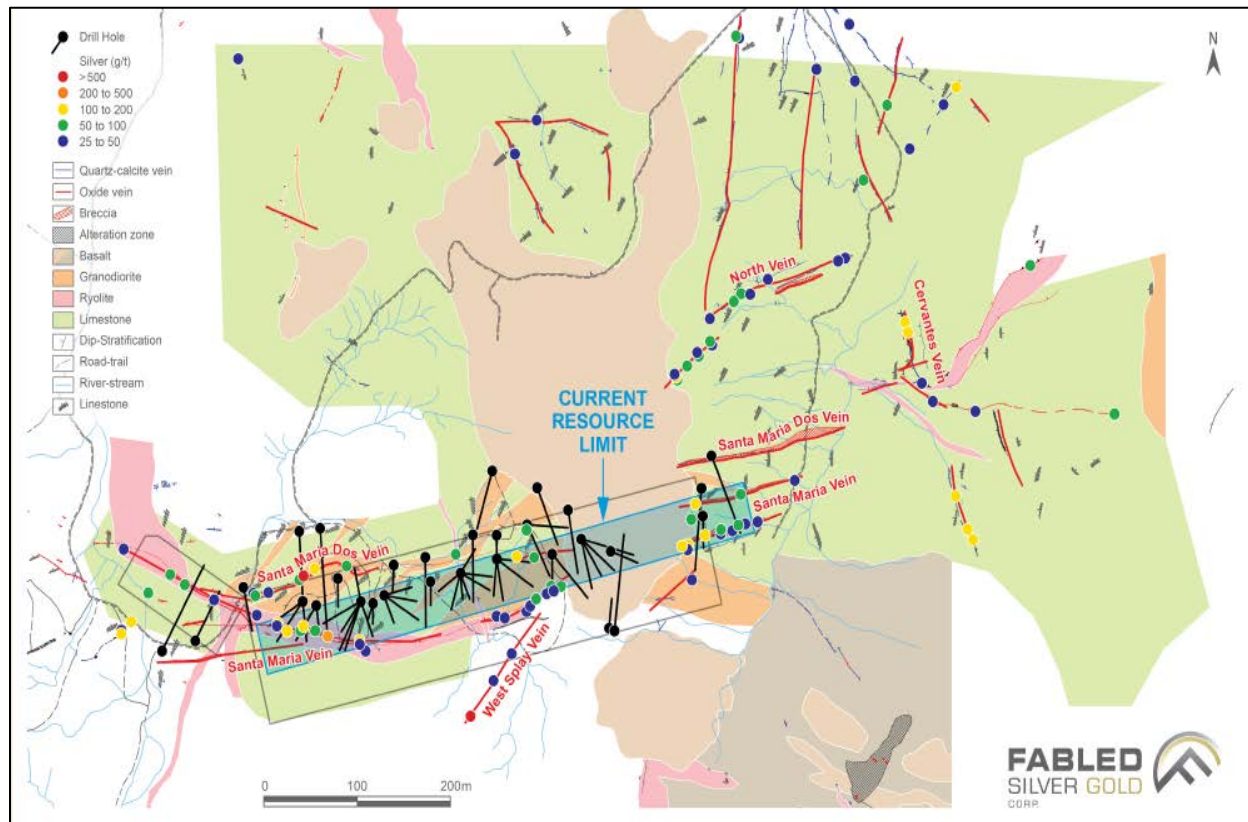 Drill Hole
Silver (g/t)
>500
200 to 500
100 to 200
50 to 100
25 to 50
Quartz-calcite vein
Oxide vein
Breccia
Alteration zone
Basalt
Granodiorite
Ryolite
Limestone
Dip-Stratification
Road-trail
River-stream
Linestone
N
North Vein
Cervantes Vein
CURRENT
RESOURCE
LIMIT
Santa Maria Dos Vein
Santa Maria Vein
Santa Maria Dos Vein
Santa Maria Vein
West Splay Vein
0 100 200m
FABLED
SILVER GOLD
CORP.